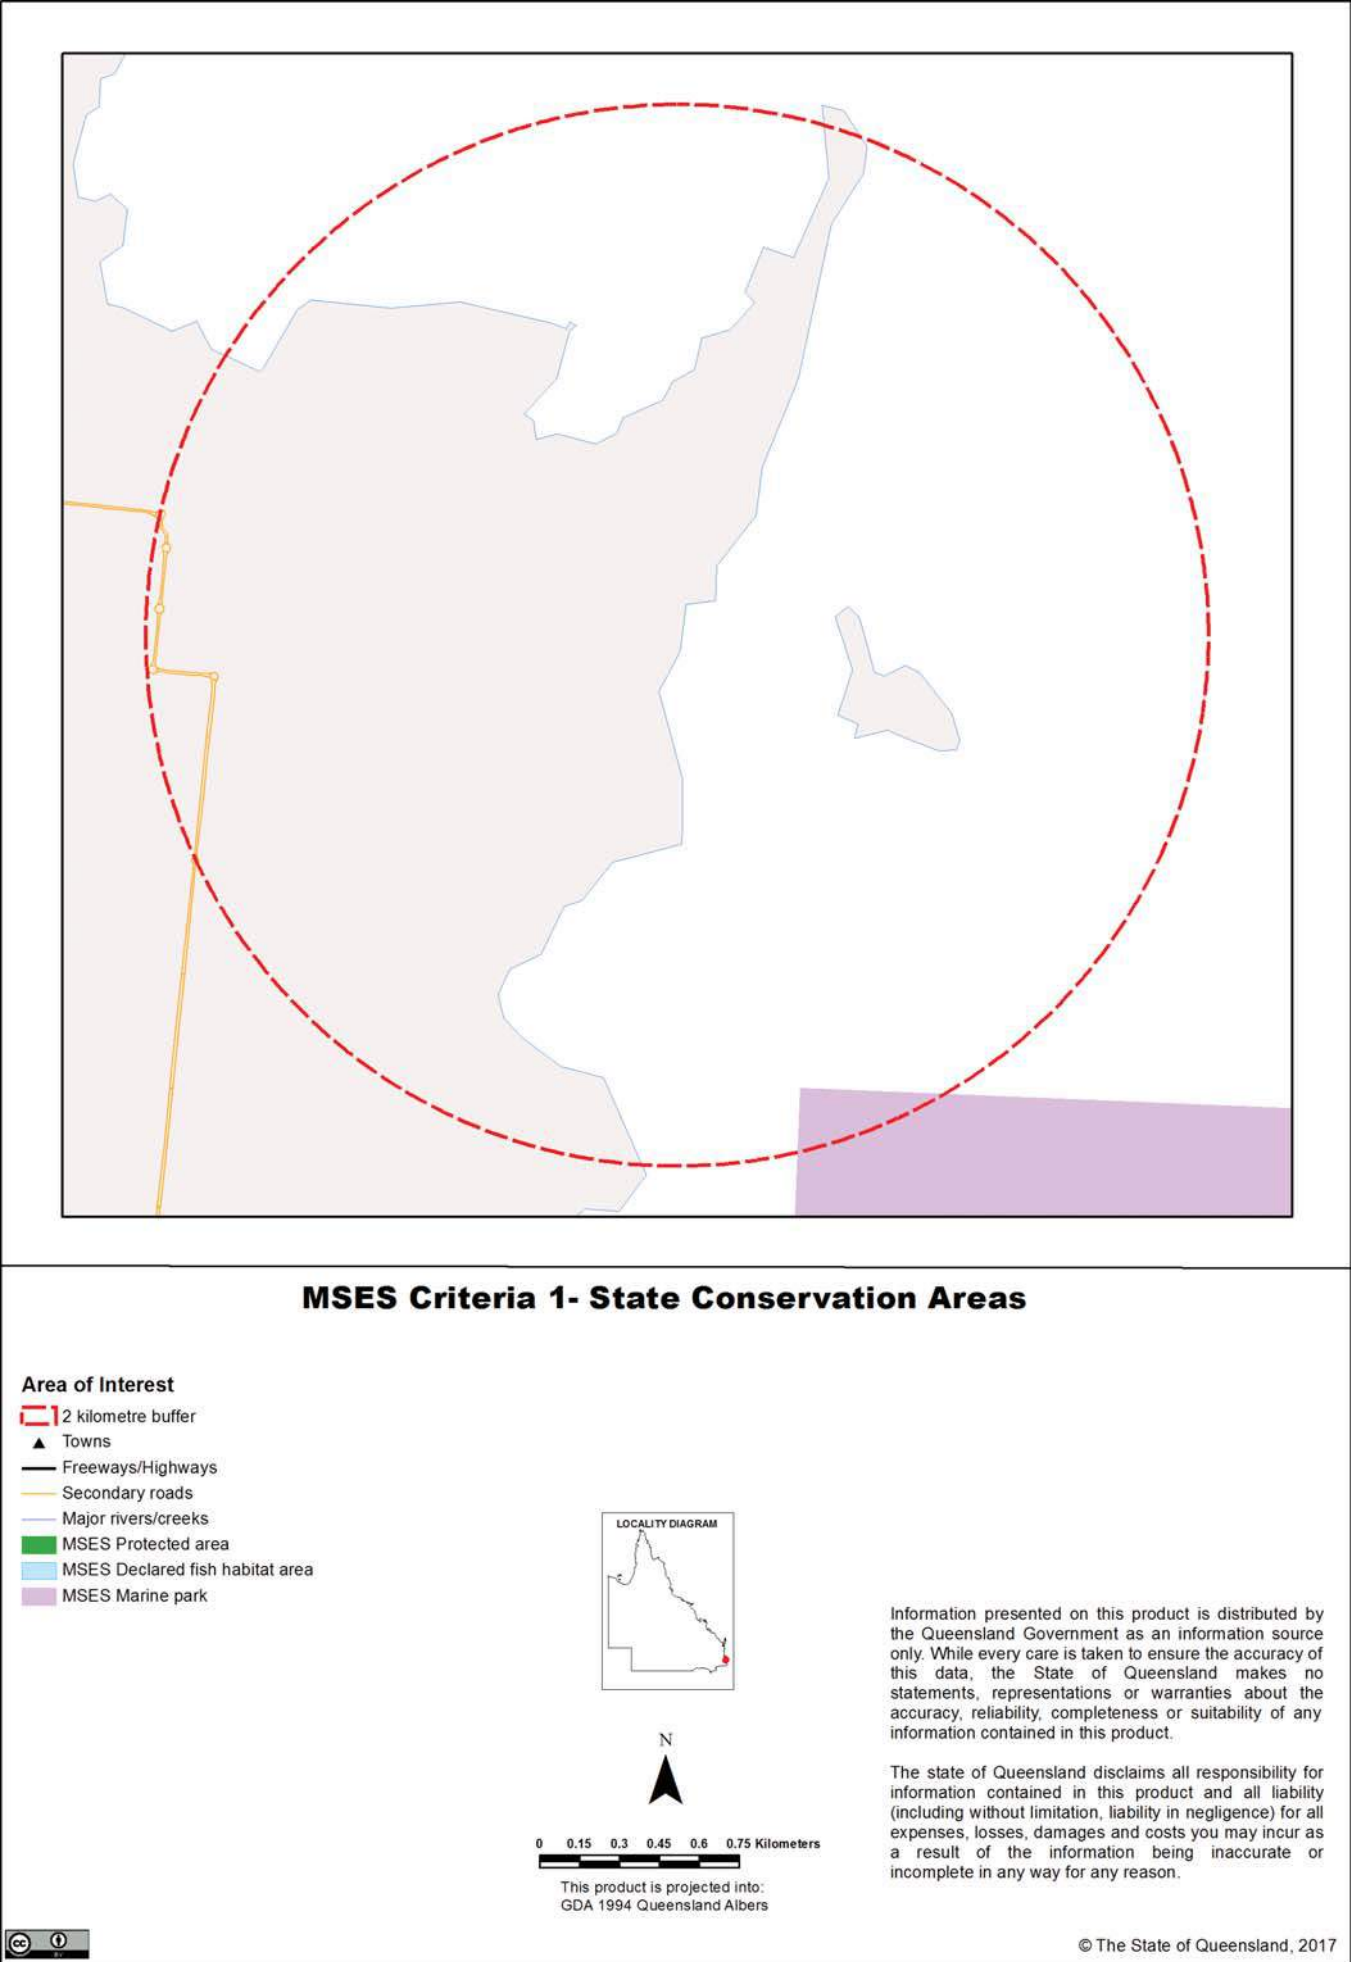 MSES Criteria 1- State Conservation Areas
Area of Interest
2 kilometre buffer
Towns
Freeways/Highways
Secondary roads
Major rivers/creeks
MSES Protected area
MSES Declared fish habitat area
MSES Marine park
LOCALITY DIAGRAM
N
0 0.15 0.3 0.45 0.6 0.75 Kilometers
This product is projected into:
GDA 1994 Queensland Albers
Information presented on this product is distributed by
the Queensland Government as an information source
only. While every care is taken to ensure the accuracy of
this data, the State of Queensland makes no
statements, representations or warranties about the
accuracy, reliability, completeness or suitability of any
information contained in this product.
The state of Queensland disclaims all responsibility for
information contained in this product and all liability
(including without limitation, liability in negligence) for all
expenses, losses, damages and costs you may incur as
a result of the information being inaccurate or
incomplete in any way for any reason.
cc
BY
© The State of Queensland, 2017